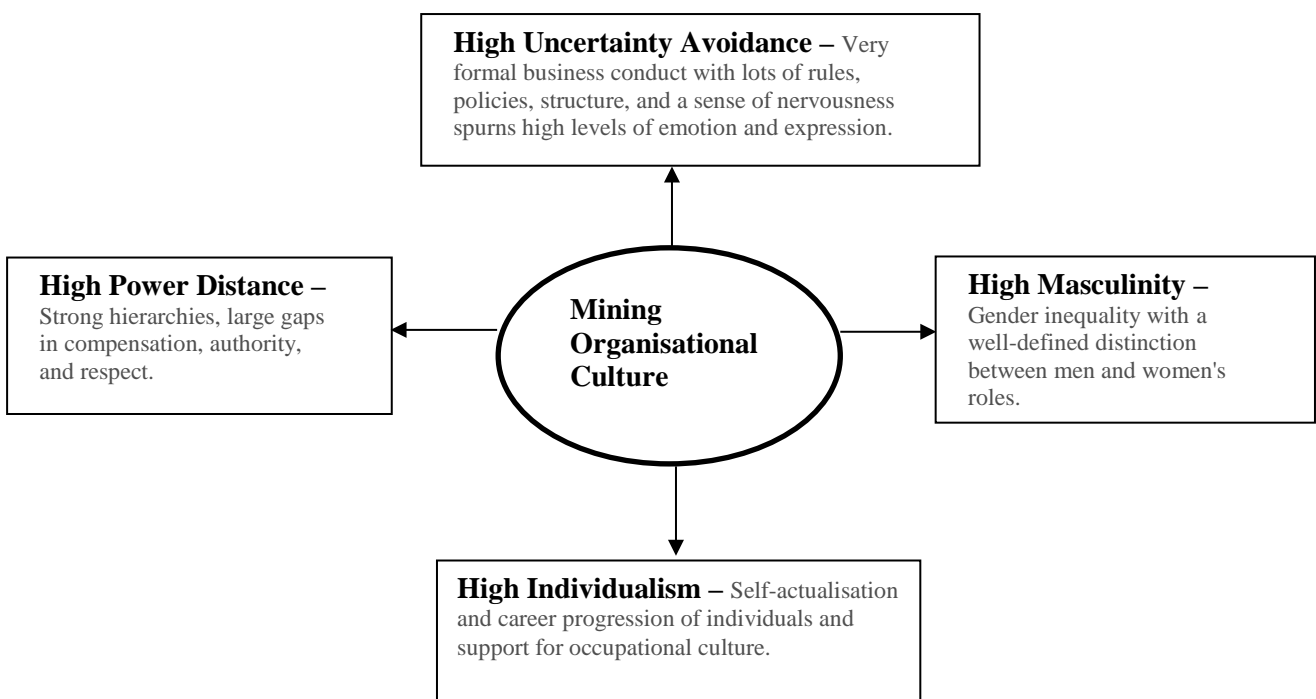 High Uncertainty Avoidance – Very
formal business conduct with lots of rules,
policies, structure, and a sense of nervousness
spurns high levels of emotion and expression.
High Power Distance –
Strong hierarchies, large gaps
in compensation, authority,
and respect.
Mining
Organisational
Culture
High Masculinity –
Gender inequality with a
well-defined distinction
between men and women's
roles.
High Individualism – Self-actualisation
and career progression of individuals and
support for occupational culture.